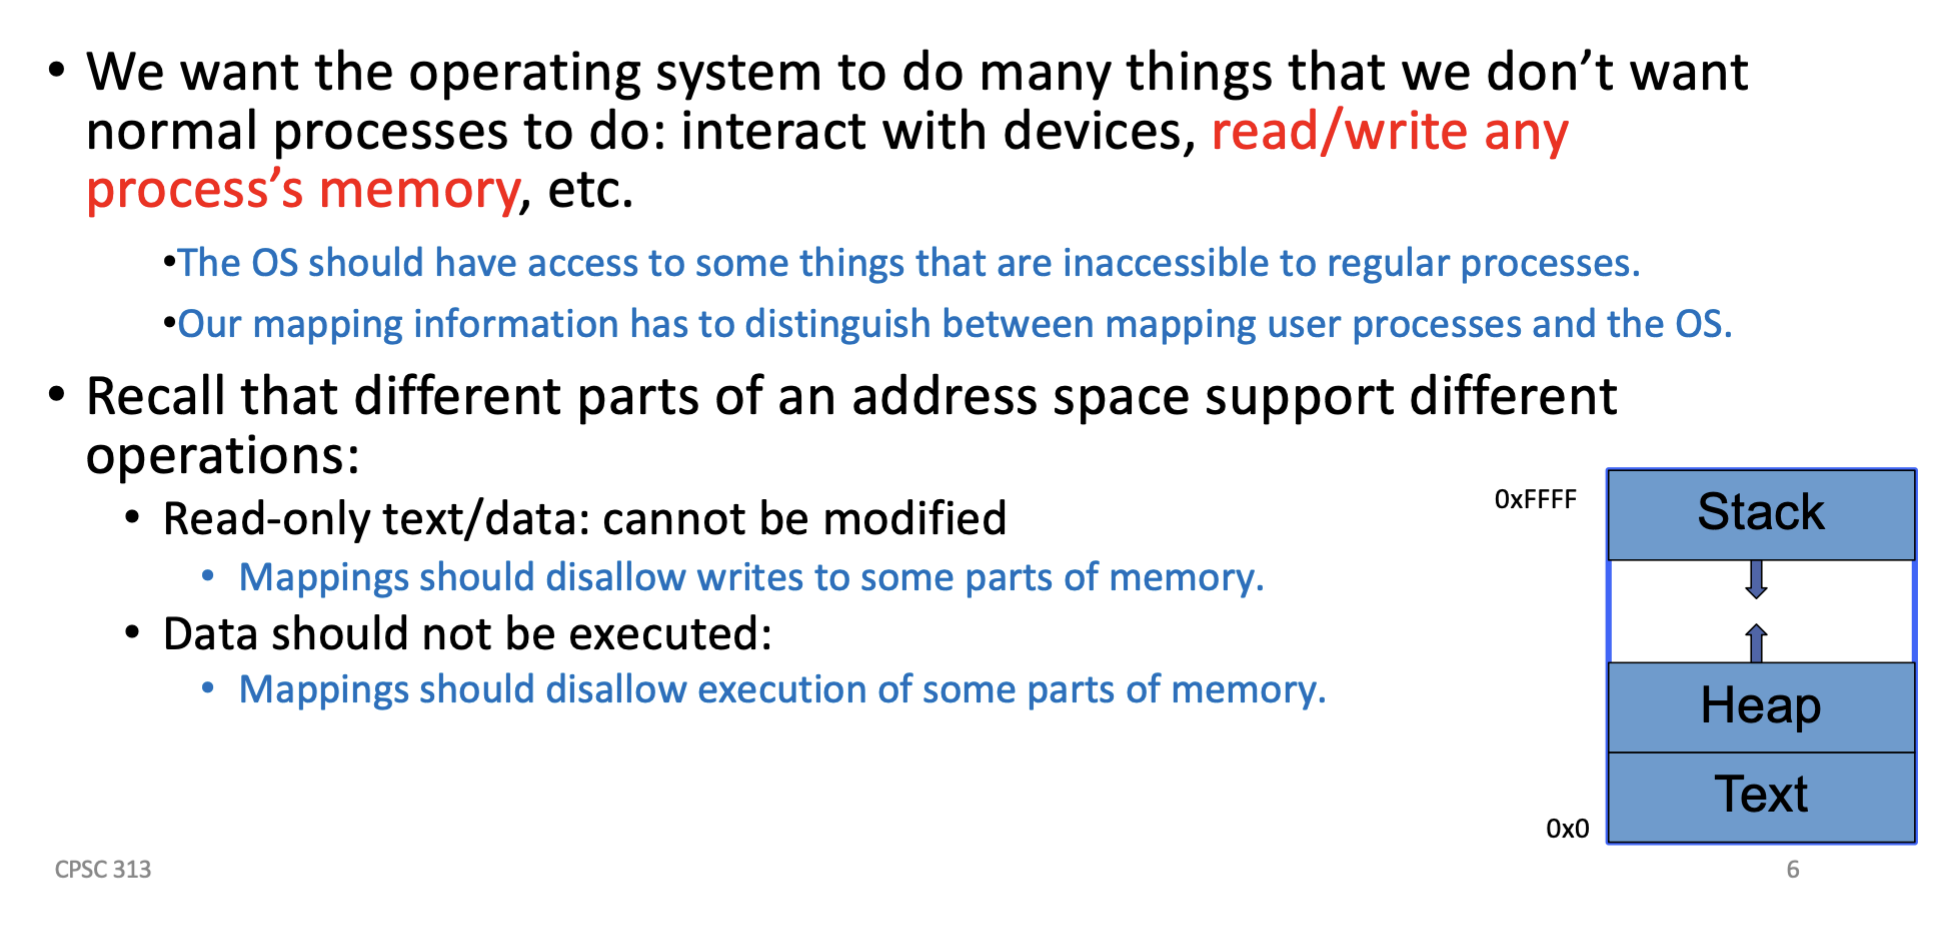 • We want the operating system to do many things that we don’t want
normal processes to do: interact with devices, read/write any
process’s memory, etc.
•The OS should have access to some things that are inaccessible to regular processes.
•Our mapping information has to distinguish between mapping user processes and the OS.
• Recall that different parts of an address space support different
operations:
• Read-only text/data: cannot be modified
• Mappings should disallow writes to some parts of memory.
• Data should not be executed:
• Mappings should disallow execution of some parts of memory.
0xFFFF
Stack
Heap
Text
0x0
CPSC 313
6